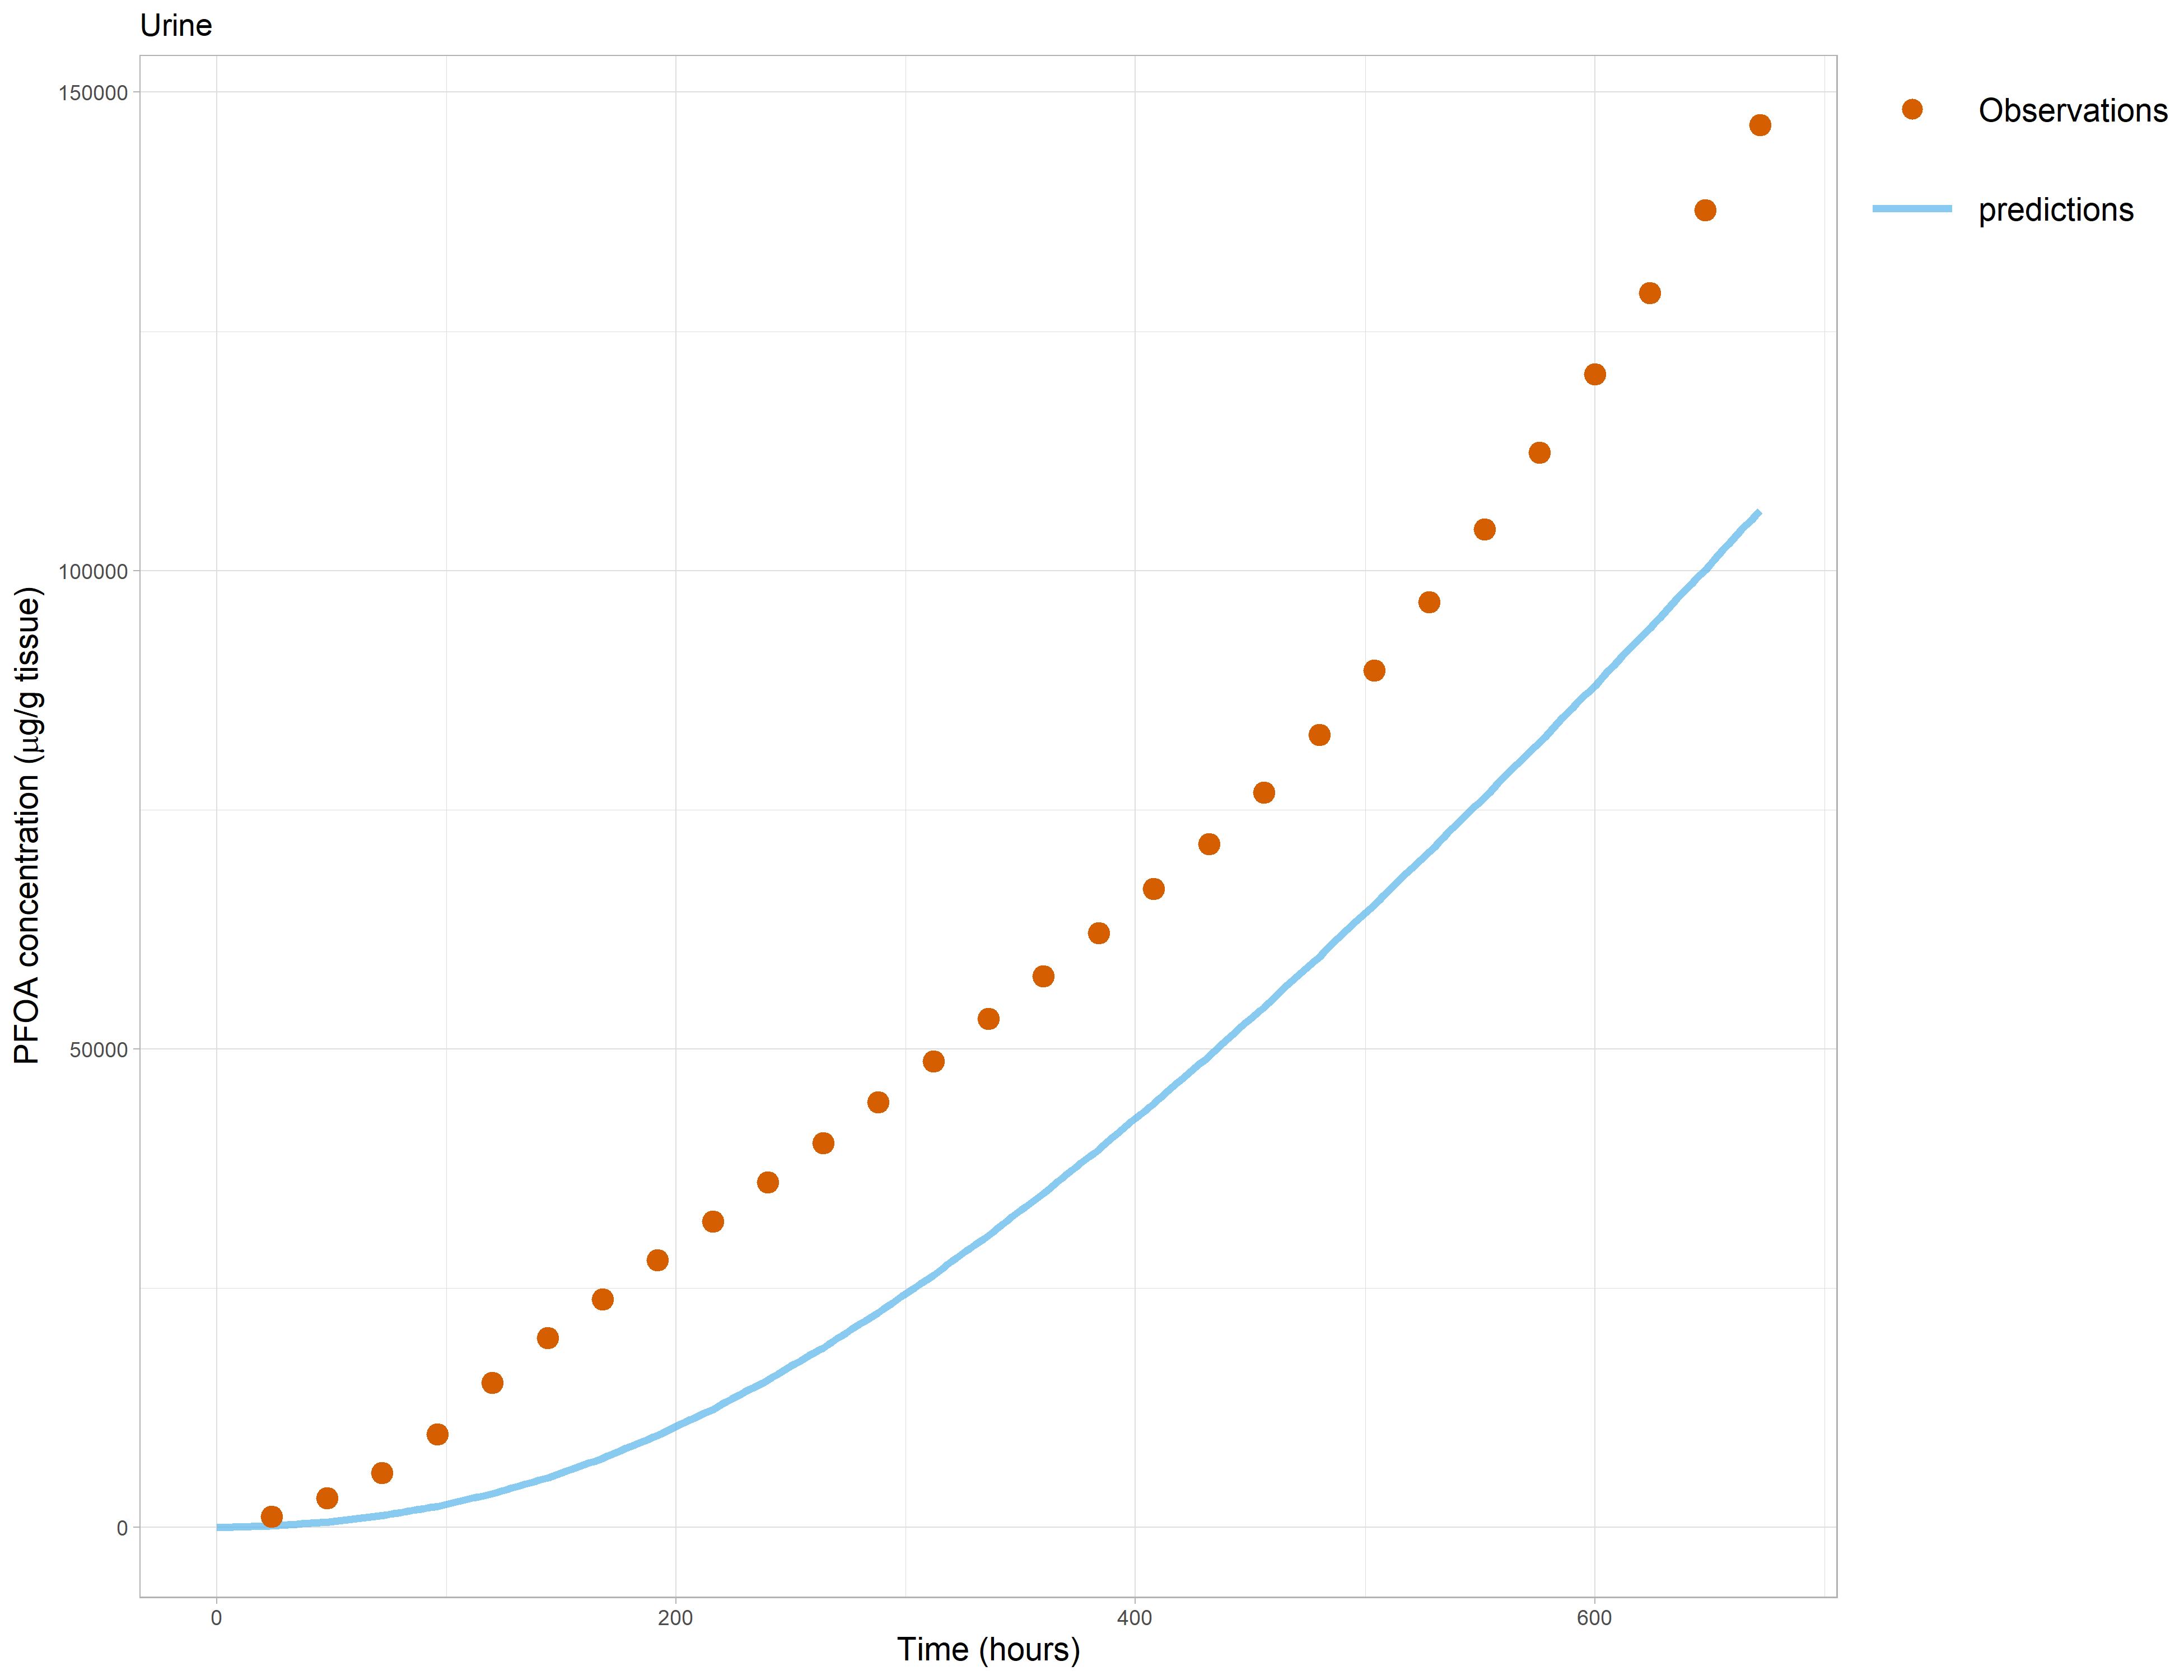 Urine
150000
100000
50000
0
PFOA concentration (μg/g tissue)
0
200
400
600
Time (hours)
Observations
predictions